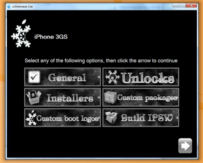 iPhone 3GS
Select any of the following options, then click the arrow to continue
General
Unlocks
Installers
Custom packages
Custom boot logos
Build IPSW